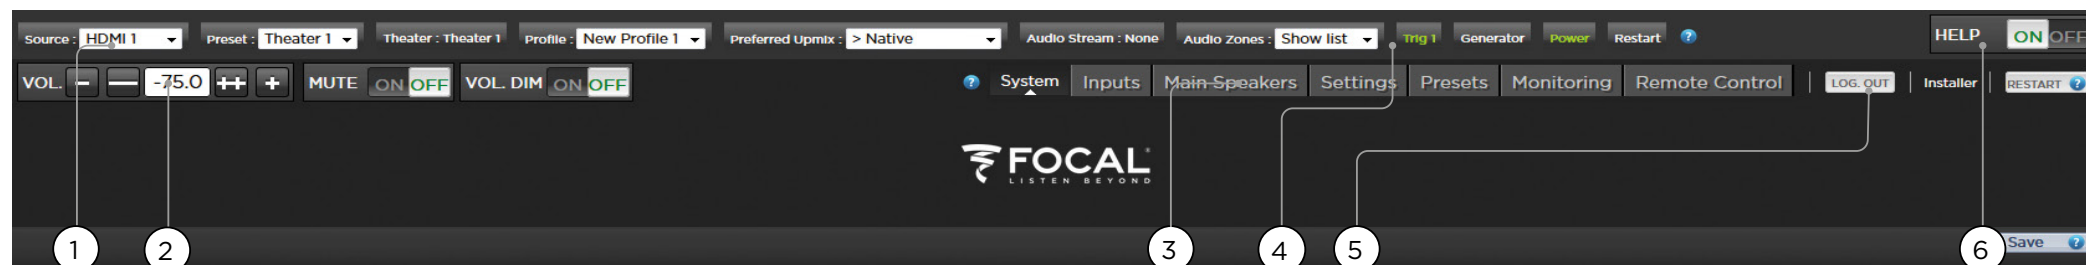 Source : HDMI 1 Preset : Theater 1 Theater : Theater 1 Profile : New Profile 1 Preferred Upmix : > Native Audio Stream : None Audio Zones : Show list Trig 1 Generator Power Restart ? HELP ON OFF
VOL. - — -75.0 ++ + MUTE ON OFF VOL. DIM ON OFF ? System Inputs Main Speakers Settings Presets Monitoring Remote Control LOG. OUT Installer RESTART ?
FOCAL
LISTEN BEYOND
Save ?
1 2 3 4 5 6